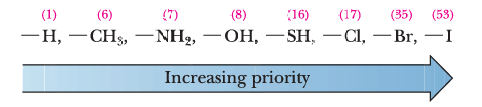 (1) (6) (7) (8) (16) (17) (35) (53)
—H, —CH₃, —NH₂, —OH, —SH, —Cl, —Br, —I
Increasing priority